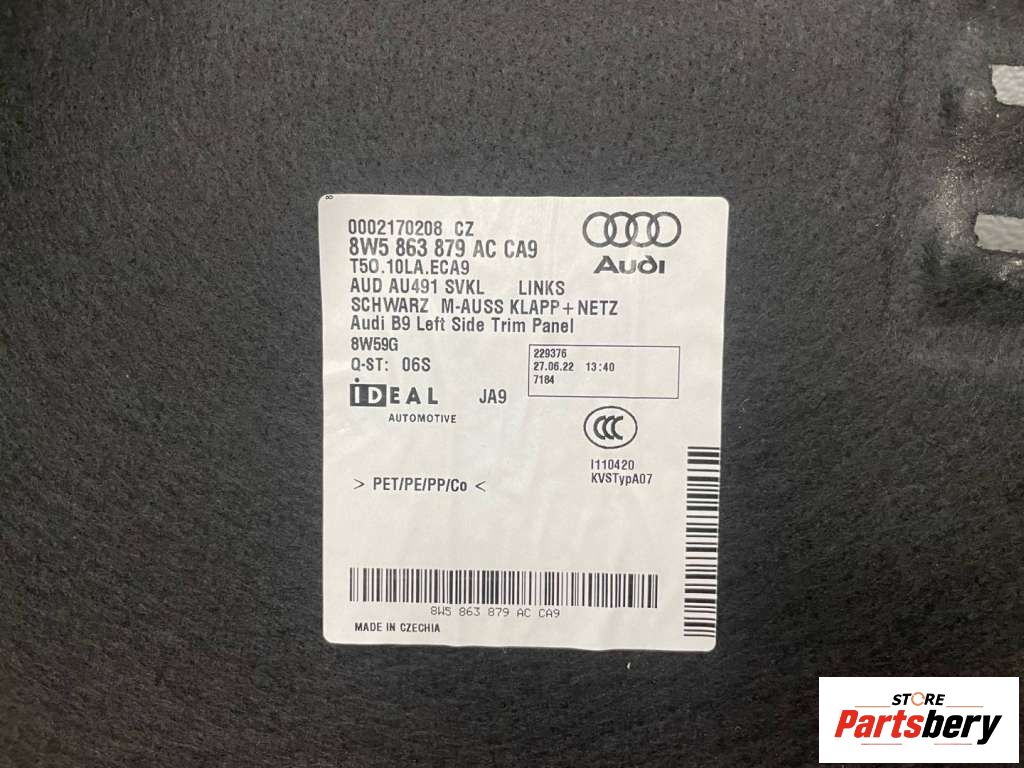 8
0002170208 CZ
8W5 863 879 AC CA9
T50.10LA.ECA9
AUD AU491 SVKL LINKS
SCHWARZ M-AUSS KLAPP+NETZ
Audi B9 Left Side Trim Panel
8W59G
Q-ST: 06S
Audi
229376
27.06.22 13:40
7184
iDEAL JA9
AUTOMOTIVE
CCC
I110420
KVSTypA07
> PET/PE/PP/Co <
8W5 863 879 AC CA9
MADE IN CZECHIA
STORE
Partsbery